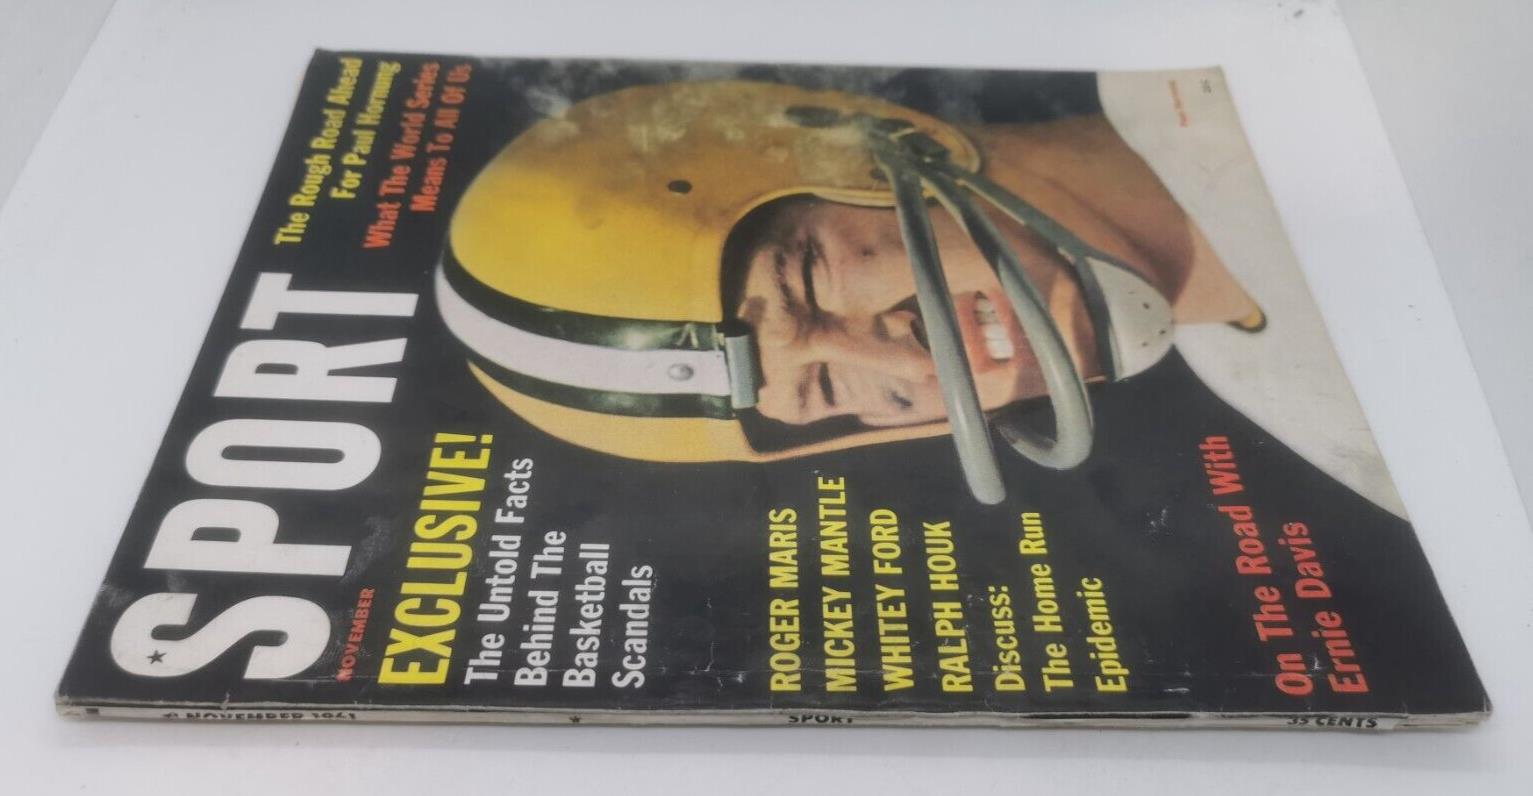 SPORT
The Rough Road Ahead
For Paul Hornung
What The World Series
Means To All Of Us
NOVEMBER
EXCLUSIVE!
The Untold Facts
Behind The
Basketball
Scandals
ROGER MARIS
MICKEY MANTLE
WHITEY FORD
RALPH HOUK
Discuss:
The Home Run
Epidemic
On The Road With
Ernie Davis
NOVEMBER 1961
SPORT
35 CENTS